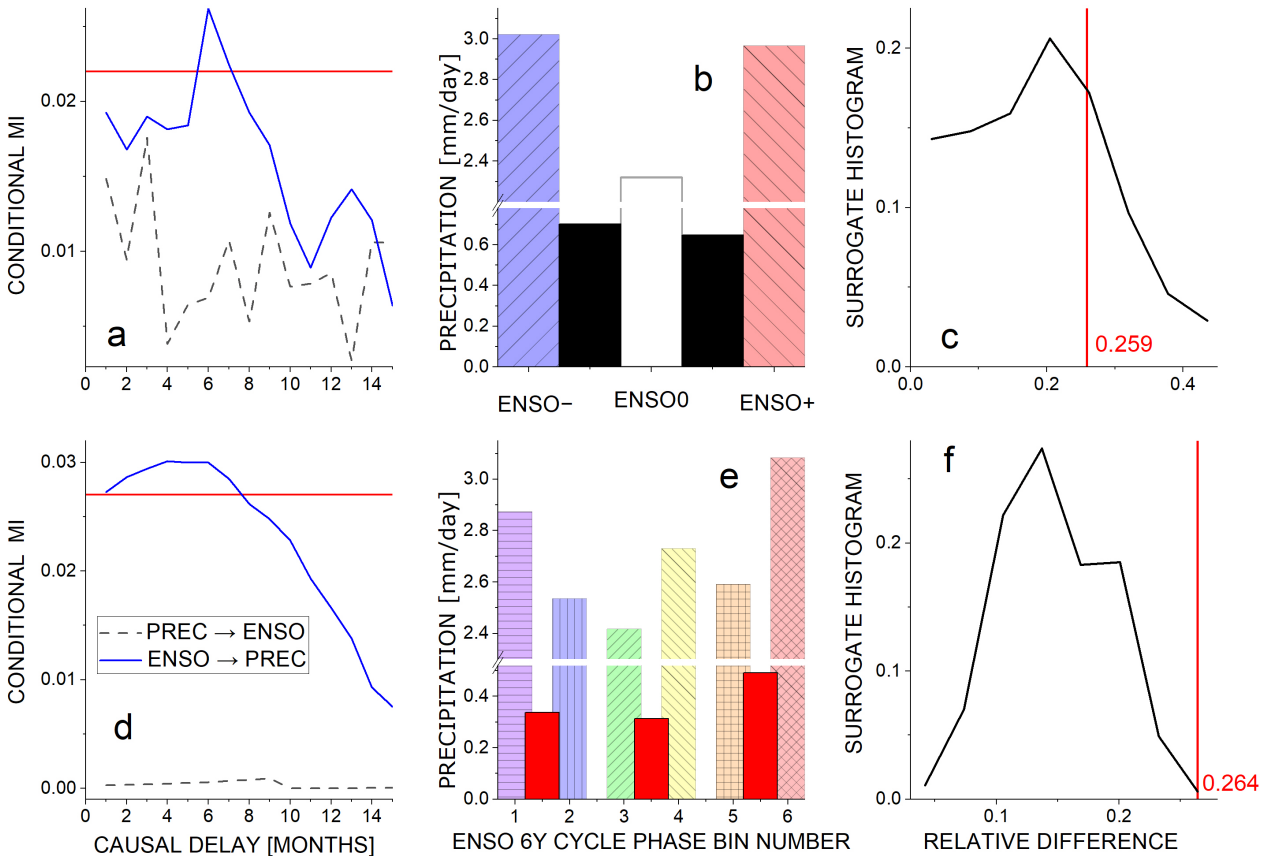 CONDITIONAL MI
0.02
0.01
a
0 2 4 6 8 10 12 14
PRECIPITATION [mm/day]
3.0
2.8
2.6
2.4
0.6
0.4
0.2
0.0
b
ENSO− ENSO0 ENSO+
SURROGATE HISTOGRAM
0.2
0.1
0.0
c
0.259
0.0 0.2 0.4
CONDITIONAL MI
0.03
0.02
0.01
0.00
PREC → ENSO
ENSO → PREC
d
0 2 4 6 8 10 12 14
CAUSAL DELAY [MONTHS]
PRECIPITATION [mm/day]
3.0
2.8
2.6
2.4
0.4
0.2
0.0
e
1 2 3 4 5 6
ENSO 6Y CYCLE PHASE BIN NUMBER
SURROGATE HISTOGRAM
0.2
0.1
0.0
f
0.264
0.1 0.2
RELATIVE DIFFERENCE